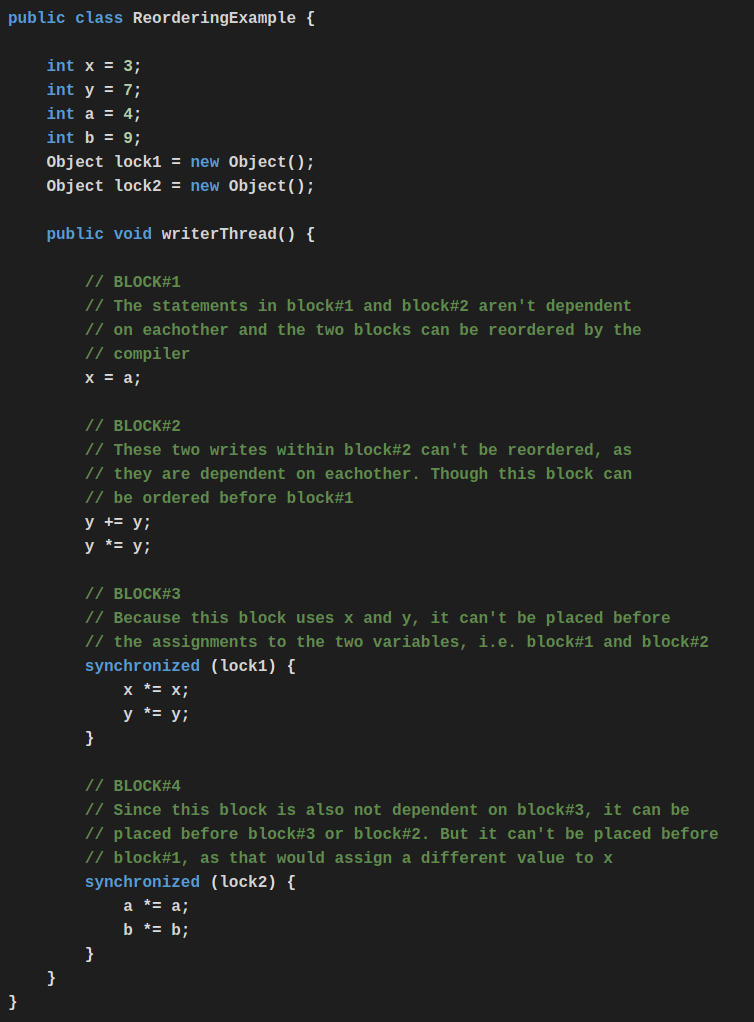 public class ReorderingExample {
int x = 3;
int y = 7;
int a = 4;
int b = 9;
Object lock1 = new Object();
Object lock2 = new Object();
public void writerThread() {
// BLOCK#1
// The statements in block#1 and block#2 aren't dependent
// on eachother and the two blocks can be reordered by the
// compiler
x = a;
// BLOCK#2
// These two writes within block#2 can't be reordered, as
// they are dependent on eachother. Though this block can
// be ordered before block#1
y += y;
y *= y;
// BLOCK#3
// Because this block uses x and y, it can't be placed before
// the assignments to the two variables, i.e. block#1 and block#2
synchronized (lock1) {
x *= x;
y *= y;
}
// BLOCK#4
// Since this block is also not dependent on block#3, it can be
// placed before block#3 or block#2. But it can't be placed before
// block#1, as that would assign a different value to x
synchronized (lock2) {
a *= a;
b *= b;
}
}
}